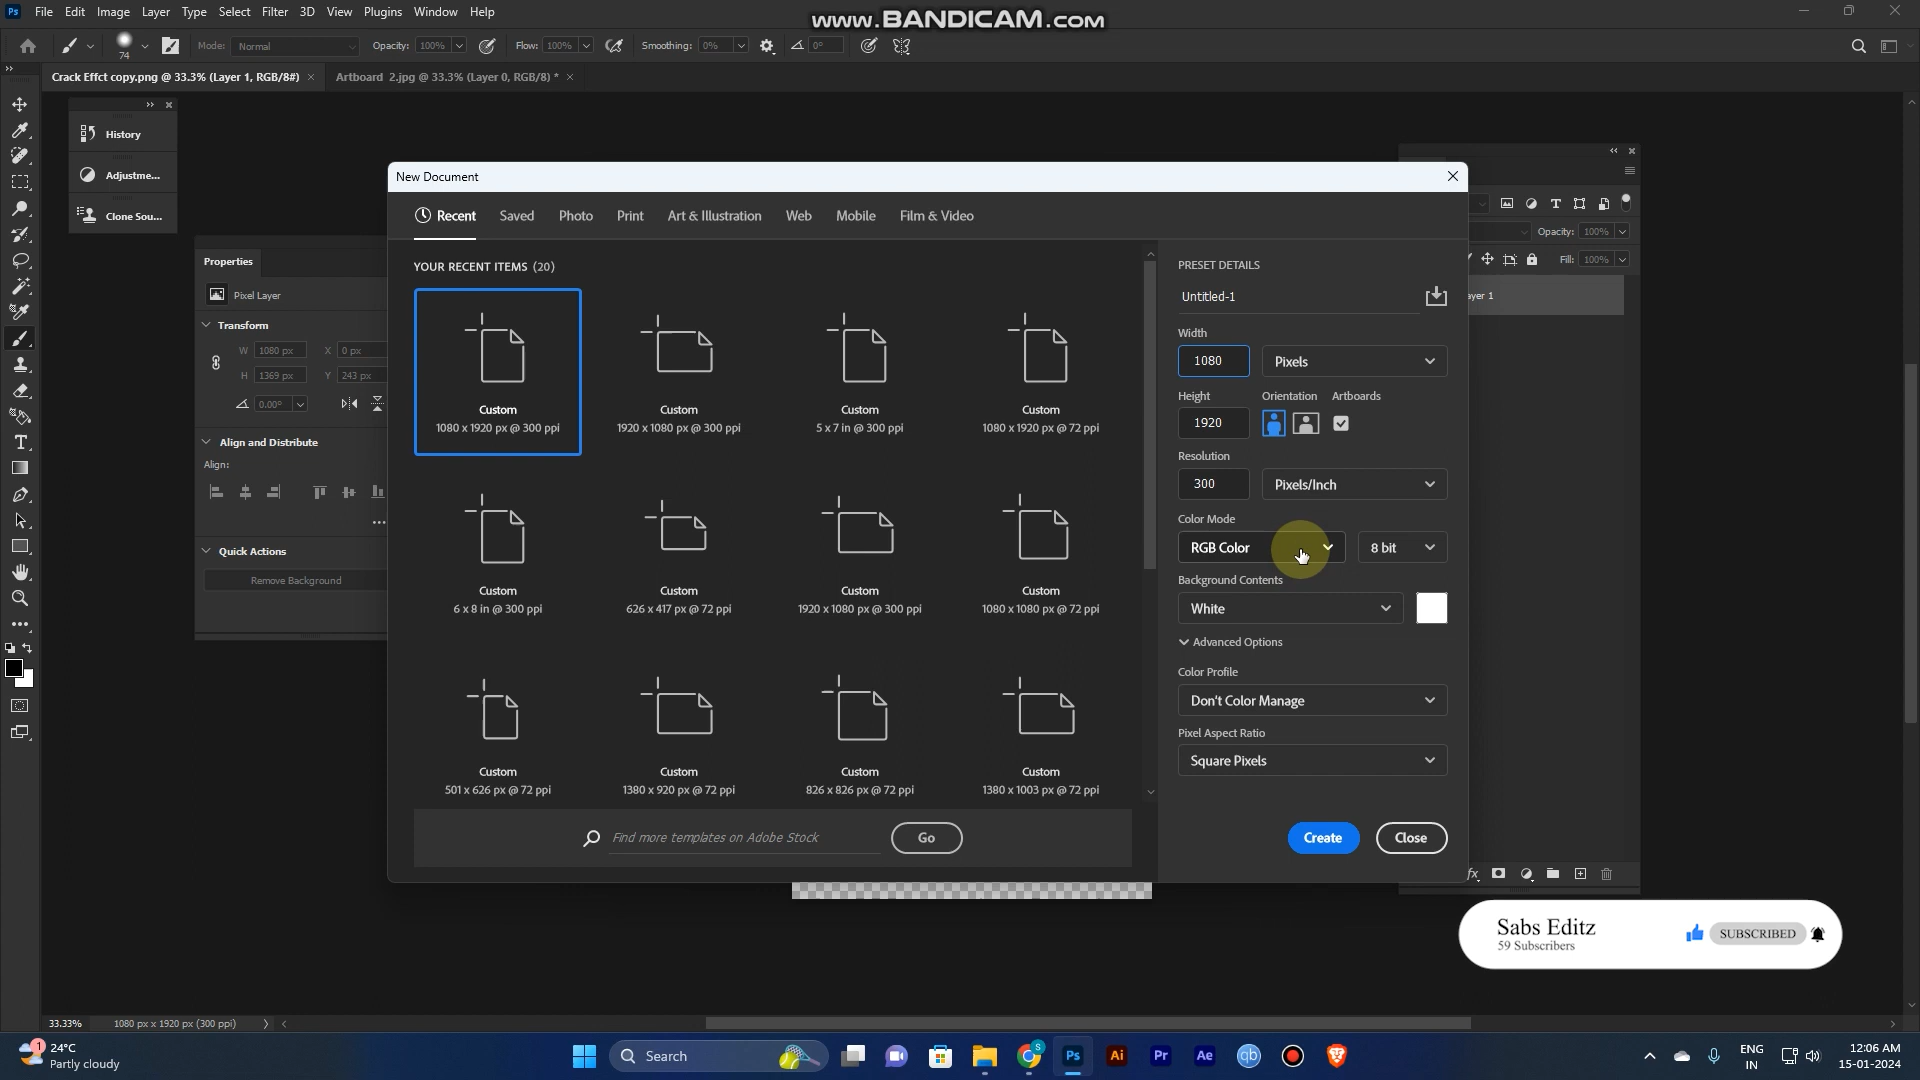 Ps File Edit Image Layer Type Select Filter 3D View Plugins Window Help
www.BANDICAM.com
74 Mode: Normal Opacity: 100% Flow: 100% Smoothing: 0% 0°
Crack Effct copy.png @ 33.3% (Layer 1, RGB/8#) Artboard 2.jpg @ 33.3% (Layer 0, RGB/8) *
History
Adjustme...
Clone Sou...
Properties
Pixel Layer
Transform
W 1080 px X 0 px
H 1369 px Y 243 px
0.00°
Align and Distribute
Align:
Quick Actions
Remove Background
New Document
Recent Saved Photo Print Art & Illustration Web Mobile Film & Video
YOUR RECENT ITEMS (20)
Custom Custom Custom Custom
1080 x 1920 px @ 300 ppi 1920 x 1080 px @ 300 ppi 5 x 7 in @ 300 ppi 1080 x 1920 px @ 72 ppi
Custom Custom Custom Custom
6 x 8 in @ 300 ppi 626 x 417 px @ 72 ppi 1920 x 1080 px @ 300 ppi 1080 x 1080 px @ 72 ppi
Custom Custom Custom Custom
501 x 626 px @ 72 ppi 1380 x 920 px @ 72 ppi 826 x 826 px @ 72 ppi 1380 x 1003 px @ 72 ppi
Find more templates on Adobe Stock Go
PRESET DETAILS
Untitled-1
Width
1080 Pixels
Height Orientation Artboards
1920
Resolution
300 Pixels/Inch
Color Mode
RGB Color 8 bit
Background Contents
White
Advanced Options
Color Profile
Don't Color Manage
Pixel Aspect Ratio
Square Pixels
Create Close
Opacity: 100%
Fill: 100%
ayer 1
fx
Sabs Editz
59 Subscribers
SUBSCRIBED
33.33% 1080 px x 1920 px (300 ppi)
1
24°C
Partly cloudy
Search
S
Ps Ai Pr Ae qb
ENG
IN
12:06 AM
15-01-2024